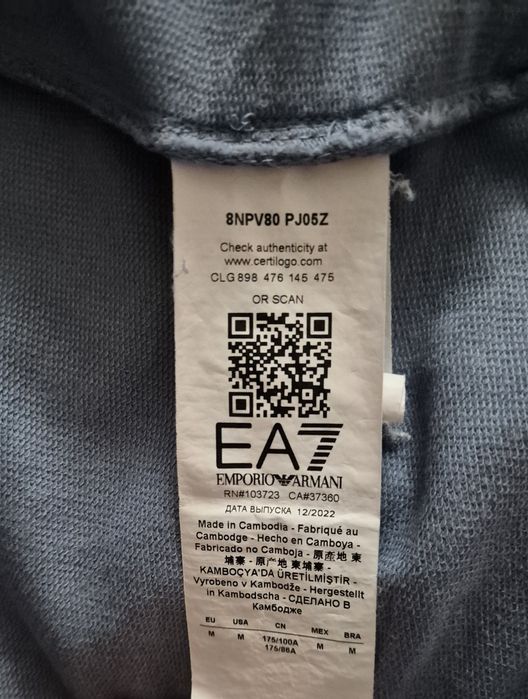 8NPV80 PJ05Z
Check authenticity at
www.certilogo.com
CLG 898 476 145 475
OR SCAN
EA7
EMPORIO ARMANI
RN#103723 CA#37360
ДАТА ВЫПУСКА 12/2022
Made in Cambodia - Fabriqué au
Cambodge - Hecho en Camboya -
Fabricado no Camboja - 原產地 柬
埔寨 - 原产地 柬埔寨 -
KAMBOÇYA'DA ÜRETİLMİŞTİR -
Vyrobeno v Kambodže - Hergestellt
in Kambodscha - СДЕЛАНО В
Камбодже
EU USA CN MEX BRA
M M 175/100A M M
175/86A